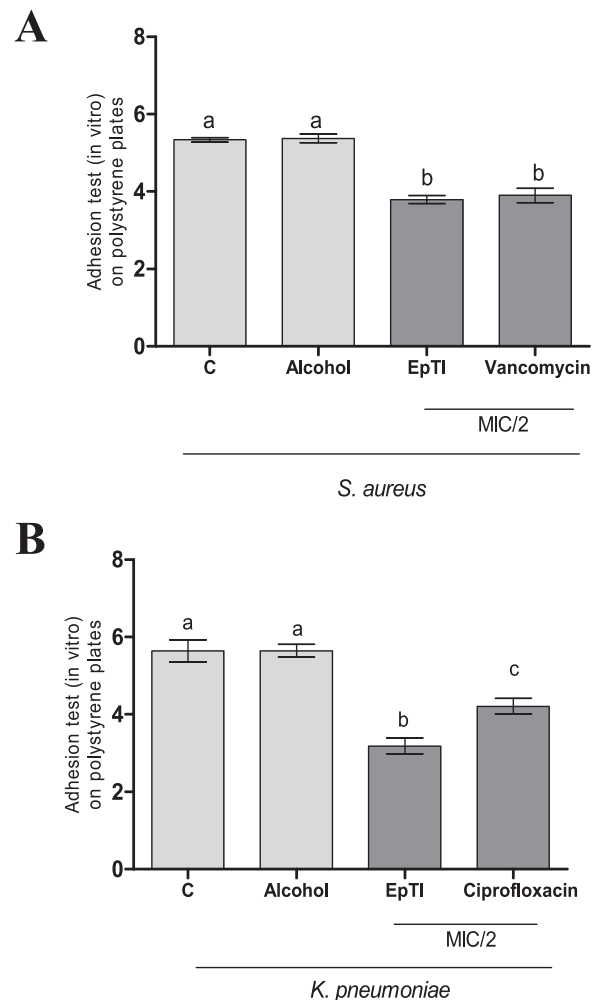 A
Adhesion test (in vitro)
on polystyrene plates
8
6
4
2
0
a
a
b
b
C
Alcohol
EpTI
Vancomycin
MIC/2
S. aureus
B
Adhesion test (in vitro)
on polystyrene plates
8
6
4
2
0
a
a
b
c
C
Alcohol
EpTI
Ciprofloxacin
MIC/2
K. pneumoniae